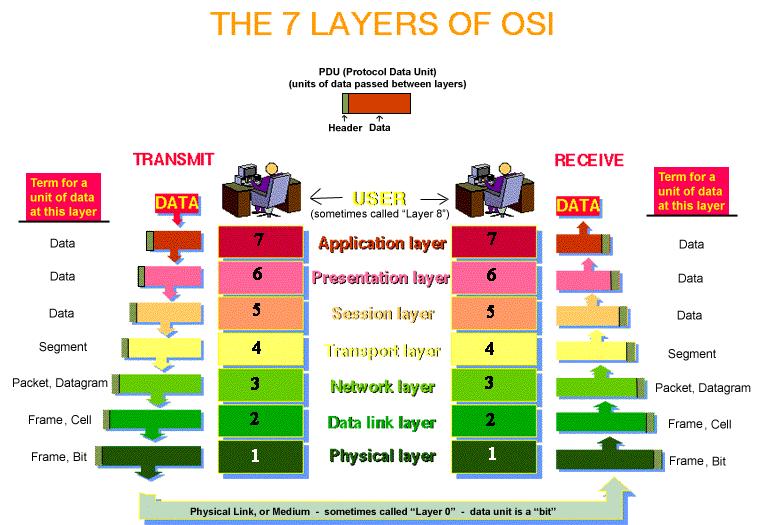 THE 7 LAYERS OF OSI
PDU (Protocol Data Unit)
(units of data passed between layers)
Header Data
TRANSMIT
RECEIVE
Term for a
unit of data
at this layer
DATA
USER
(sometimes called “Layer 8”)
DATA
Term for a
unit of data
at this layer
Data 7 Application layer 7 Data
Data 6 Presentation layer 6 Data
Data 5 Session layer 5 Data
Segment 4 Transport layer 4 Segment
Packet, Datagram 3 Network layer 3 Packet, Datagram
Frame, Cell 2 Data link layer 2 Frame, Cell
Frame, Bit 1 Physical layer 1 Frame, Bit
Physical Link, or Medium - sometimes called “Layer 0” - data unit is a “bit”